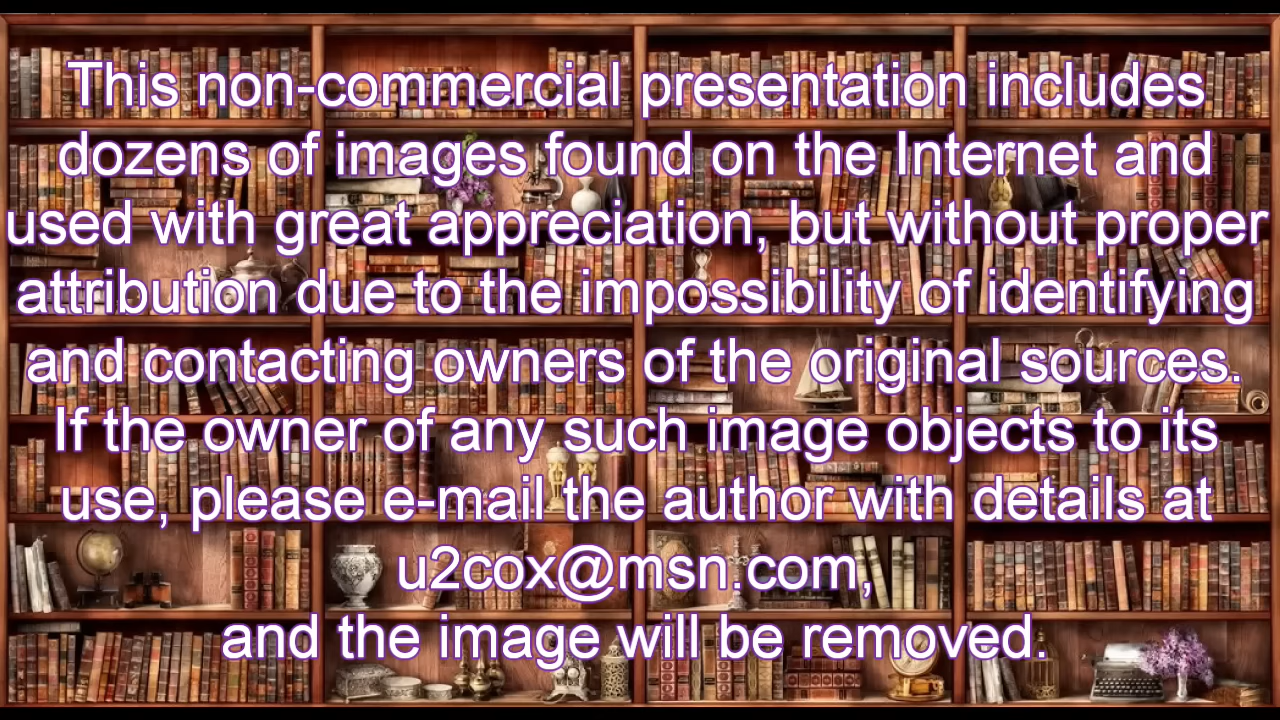 This non-commercial presentation includes
dozens of images found on the Internet and
used with great appreciation, but without proper
attribution due to the impossibility of identifying
and contacting owners of the original sources.
If the owner of any such image objects to its
use, please e-mail the author with details at
u2cox@msn.com,
and the image will be removed.